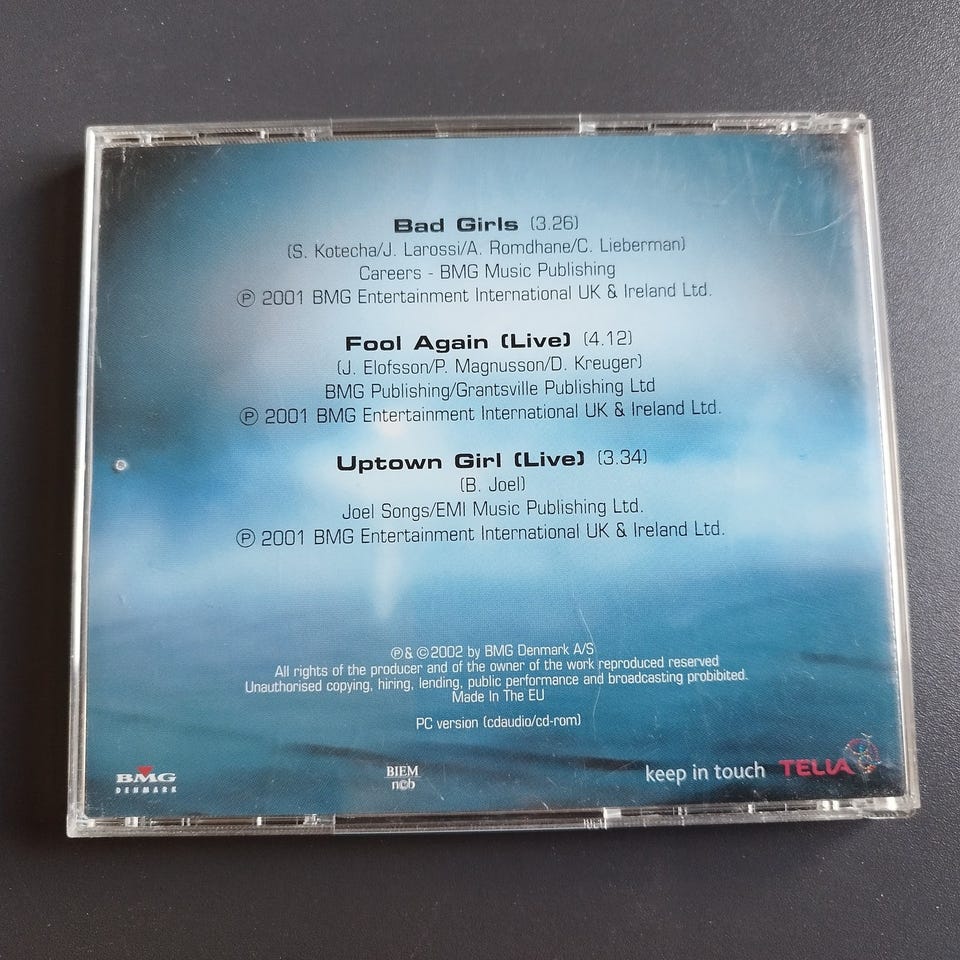 Bad Girls (3.26)
(S. Kotecha/J. Larossi/A. Romdhane/C. Lieberman)
Careers - BMG Music Publishing
℗ 2001 BMG Entertainment International UK & Ireland Ltd.
Fool Again (Live) (4.12)
(J. Elofsson/P. Magnusson/D. Kreuger)
BMG Publishing/Grantsville Publishing Ltd
℗ 2001 BMG Entertainment International UK & Ireland Ltd.
Uptown Girl (Live) (3.34)
(B. Joel)
Joel Songs/EMI Music Publishing Ltd.
℗ 2001 BMG Entertainment International UK & Ireland Ltd.
℗ & © 2002 by BMG Denmark A/S
All rights of the producer and of the owner of the work reproduced reserved
Unauthorised copying, hiring, lending, public performance and broadcasting prohibited.
Made In The EU
PC version (cdaudio/cd-rom)
BMG
DENMARK
BIEM
ncb
keep in touch TELIA